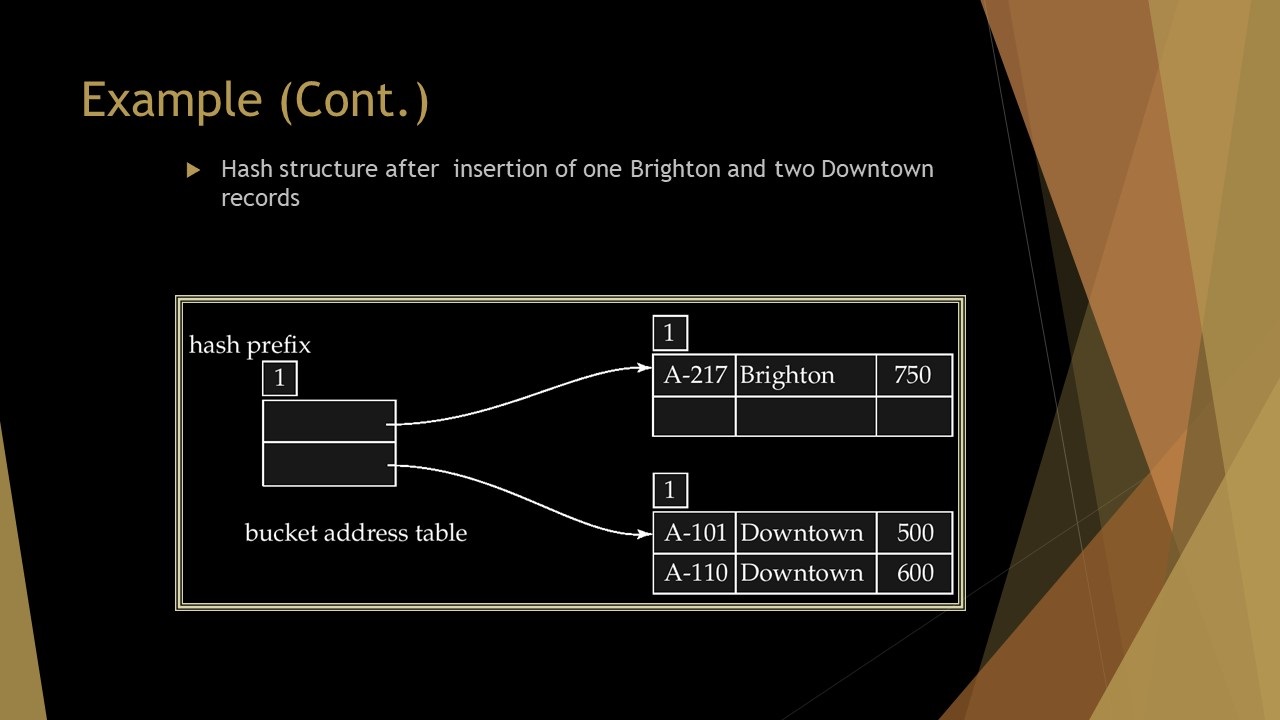 Example (Cont.)
Hash structure after  insertion of one Brighton and two Downtown
records
hash prefix
1
bucket address table
1
A-217 Brighton 750
1
A-101 Downtown 500
A-110 Downtown 600